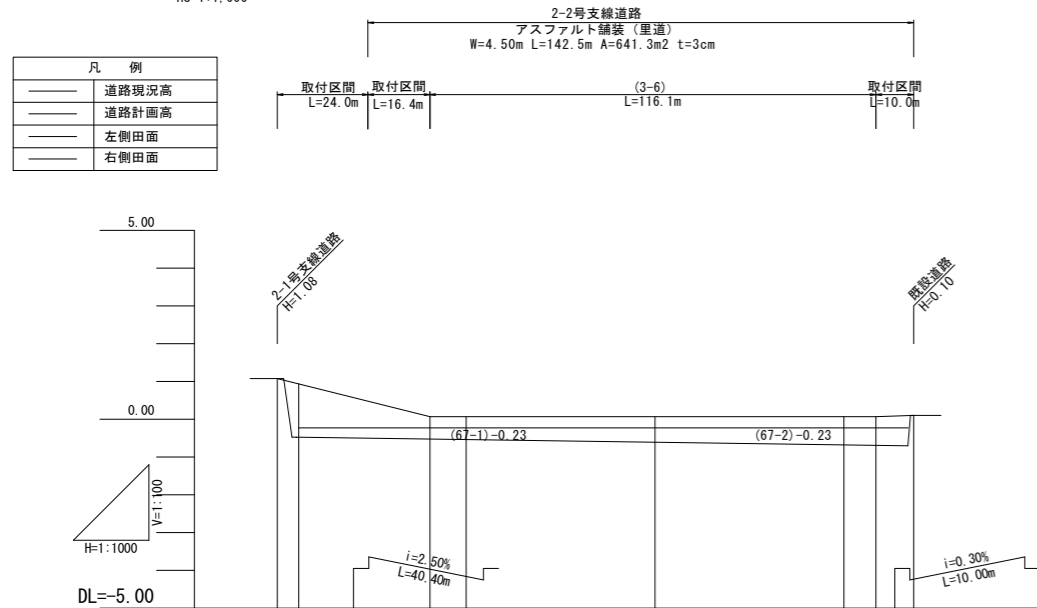 2-2号支線道路
アスファルト舗装（里道）
W=4.50m L=142.5m A=641.3m2 t=3cm
凡　例
道路現況高
道路計画高
左側田面
右側田面
取付区間
L=24.0m
取付区間
L=16.4m
(3-6)
L=116.1m
取付区間
L=10.0m
5.00
2-1号支線道路
H=1.08
既設道路
H=0.10
0.00
(67-1)-0.23
(67-2)-0.23
V=1:100
H=1:1000
i=2.50%
L=40.40m
i=0.30%
L=10.00m
DL=-5.00